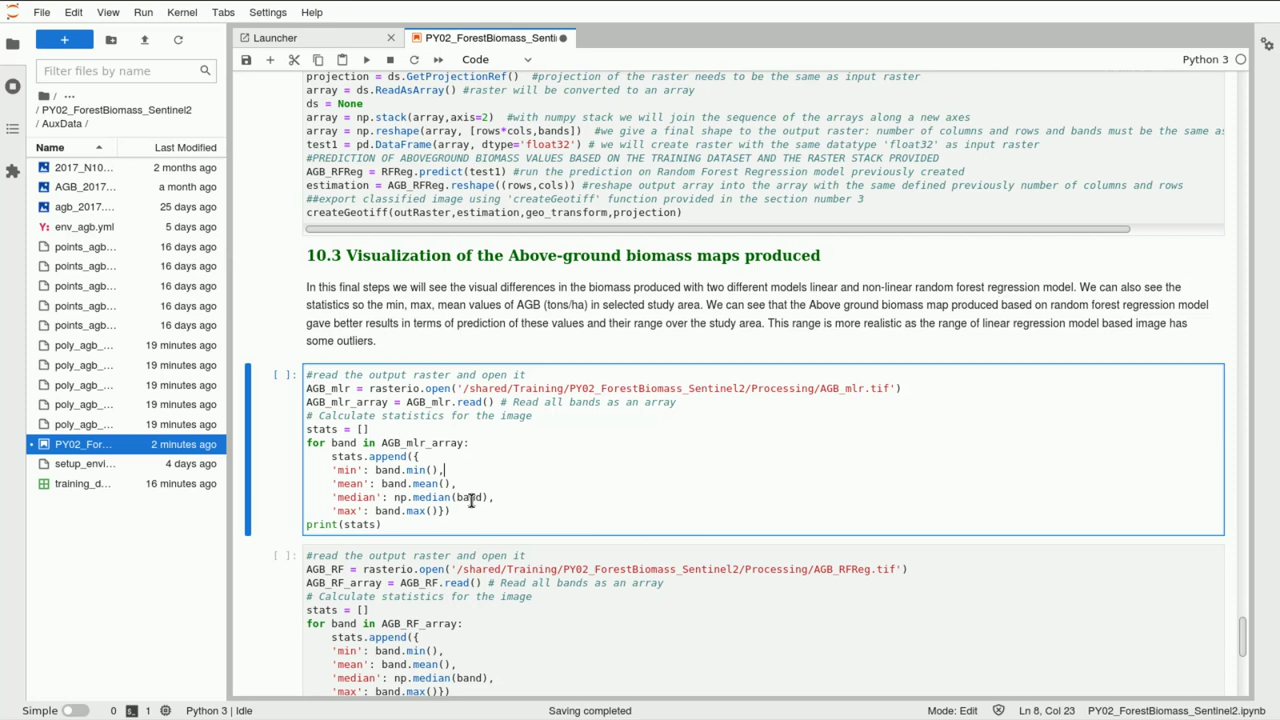 File Edit View Run Kernel Tabs Settings Help
Launcher
PY02_ForestBiomass_Senti
Filter files by name
Code
Python 3
/ ...
/ PY02_ForestBiomass_Sentinel2
/ AuxData /
Name Last Modified
2017_N10... 2 months ago
AGB_2017... a month ago
agb_2017.... 25 days ago
Y: env_agb.yml 5 days ago
points_agb... 16 days ago
points_agb... 16 days ago
points_agb... 16 days ago
points_agb... 16 days ago
points_agb... 16 days ago
poly_agb_... 19 minutes ago
poly_agb_... 19 minutes ago
poly_agb_... 19 minutes ago
poly_agb_... 19 minutes ago
poly_agb_... 19 minutes ago
PY02_For... 2 minutes ago
setup_envi... 4 days ago
training_d... 16 minutes ago
projection = ds.GetProjectionRef() #projection of the raster needs to be the same as input raster
array = ds.ReadAsArray() #raster will be converted to an array
ds = None
array = np.stack(array,axis=2) #with numpy stack we will join the sequence of the arrays along a new axes
array = np.reshape(array, [rows*cols,bands]) #we give a final shape to the output raster: number of columns and rows and bands must be the same as
test1 = pd.DataFrame(array, dtype='float32') # we will create raster with the same datatype 'float32' as input raster
#PREDICTION OF ABOVEGROUND BIOMASS VALUES BASED ON THE TRAINING DATASET AND THE RASTER STACK PROVIDED
AGB_RFReg = RFReg.predict(test1) #run the prediction on Random Forest Regression model previously created
estimation = AGB_RFReg.reshape((rows,cols)) #reshape output array into the array with the same defined previously number of columns and rows
##export classified image using 'createGeotiff' function provided in the section number 3
createGeotiff(outRaster,estimation,geo_transform,projection)
10.3 Visualization of the Above-ground biomass maps produced
In this final steps we will see the visual differences in the biomass produced with two different models linear and non-linear random forest regression model. We can also see the
statistics so the min, max, mean values of AGB (tons/ha) in selected study area. We can see that the Above ground biomass map produced based on random forest regression model
gave better results in terms of prediction of these values and their range over the study area. This range is more realistic as the range of linear regression model based image has
some outliers.
[ ]: #read the output raster and open it
AGB_mlr = rasterio.open('/shared/Training/PY02_ForestBiomass_Sentinel2/Processing/AGB_mlr.tif')
AGB_mlr_array = AGB_mlr.read() # Read all bands as an array
# Calculate statistics for the image
stats = []
for band in AGB_mlr_array:
stats.append({
'min': band.min(),
'mean': band.mean(),
'median': np.median(band),
'max': band.max()})
print(stats)
[ ]: #read the output raster and open it
AGB_RF = rasterio.open('/shared/Training/PY02_ForestBiomass_Sentinel2/Processing/AGB_RFReg.tif')
AGB_RF_array = AGB_RF.read() # Read all bands as an array
# Calculate statistics for the image
stats = []
for band in AGB_RF_array:
stats.append({
'min': band.min(),
'mean': band.mean(),
'median': np.median(band),
'max': band.max()})
Simple 0 1 Python 3 | Idle Saving completed Mode: Edit Ln 8, Col 23 PY02_ForestBiomass_Sentinel2.ipynb